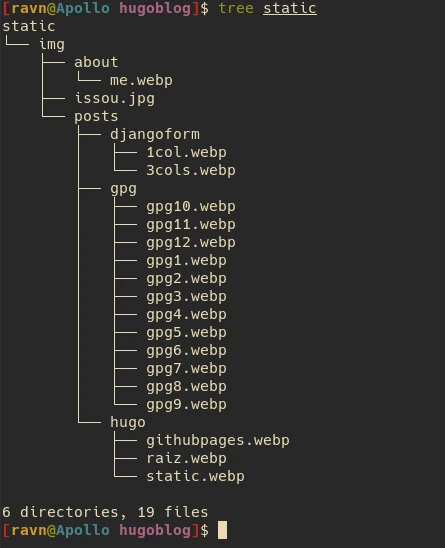 [ravn@Apollo hugoblog]$ tree static
static
└── img
    ├── about
    │   └── me.webp
    ├── issou.jpg
    └── posts
        ├── djangoform
        │   ├── 1col.webp
        │   └── 3cols.webp
        ├── gpg
        │   ├── gpg10.webp
        │   ├── gpg11.webp
        │   ├── gpg12.webp
        │   ├── gpg1.webp
        │   ├── gpg2.webp
        │   ├── gpg3.webp
        │   ├── gpg4.webp
        │   ├── gpg5.webp
        │   ├── gpg6.webp
        │   ├── gpg7.webp
        │   ├── gpg8.webp
        │   └── gpg9.webp
        └── hugo
            ├── githubpages.webp
            ├── raiz.webp
            └── static.webp

6 directories, 19 files
[ravn@Apollo hugoblog]$